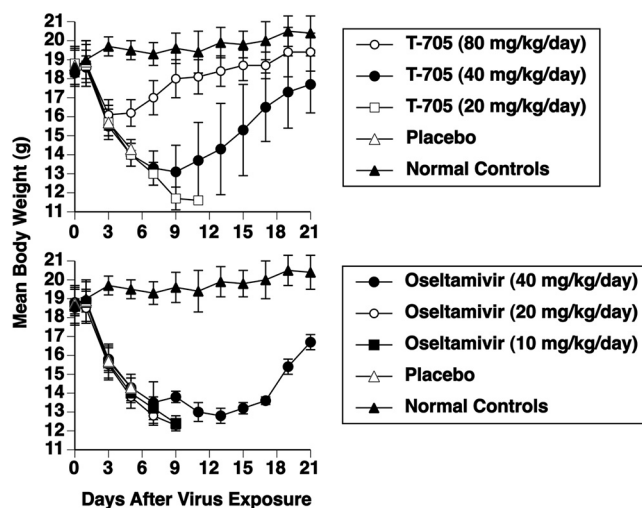 Mean Body Weight (g)
21
20
19
18
17
16
15
14
13
12
11
0 3 6 9 12 15 18 21
T-705 (80 mg/kg/day)
T-705 (40 mg/kg/day)
T-705 (20 mg/kg/day)
Placebo
Normal Controls
21
20
19
18
17
16
15
14
13
12
11
0 3 6 9 12 15 18 21
Oseltamivir (40 mg/kg/day)
Oseltamivir (20 mg/kg/day)
Oseltamivir (10 mg/kg/day)
Placebo
Normal Controls
Days After Virus Exposure